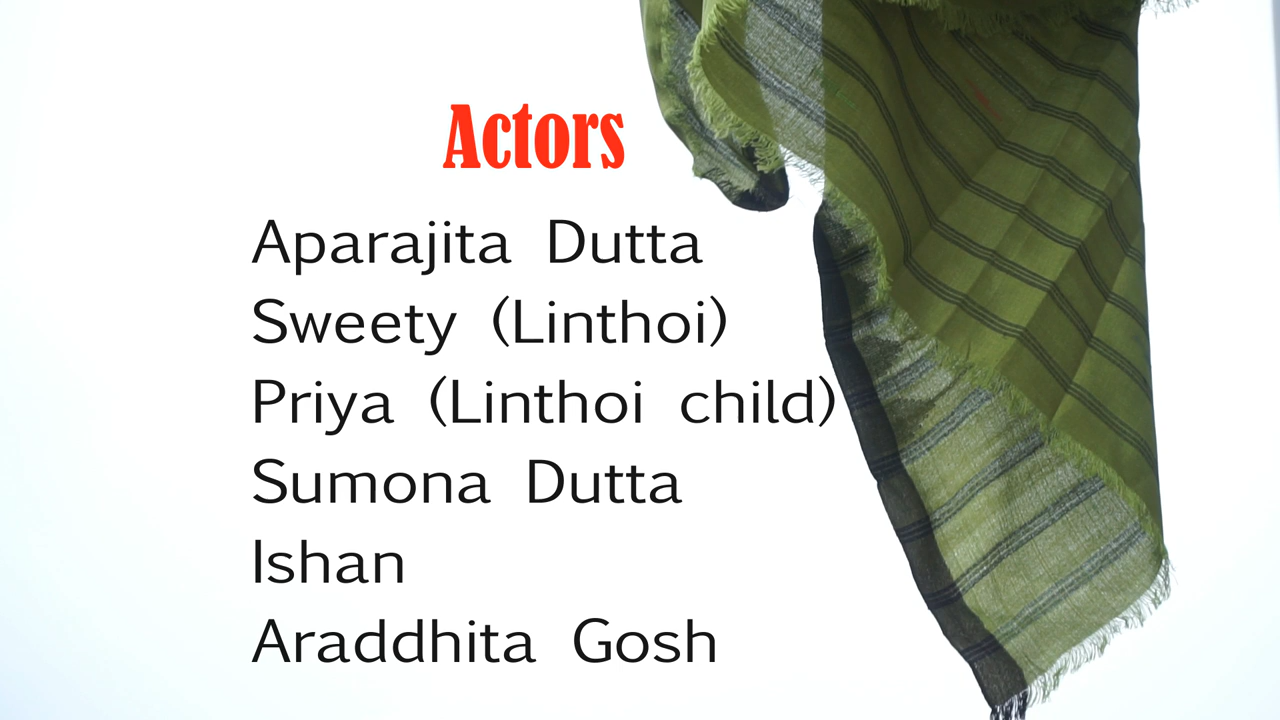 Actors
Aparajita Dutta
Sweety (Linthoi)
Priya (Linthoi child)
Sumona Dutta
Ishan
Araddhita Gosh